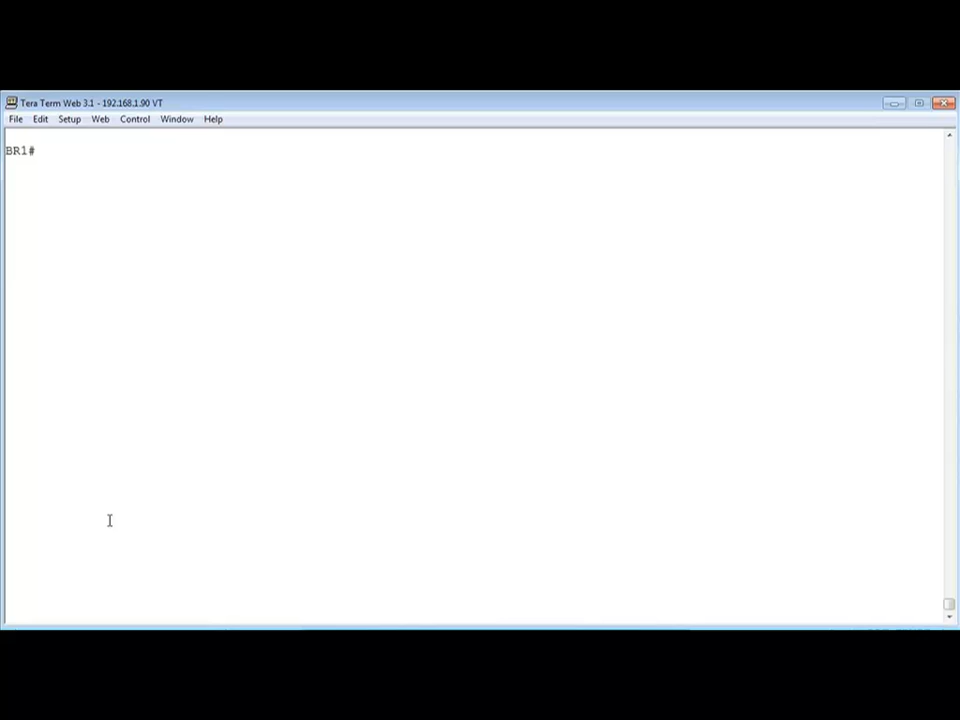 Tera Term Web 3.1 - 192.168.1.90 VT
File Edit Setup Web Control Window Help
BR1#